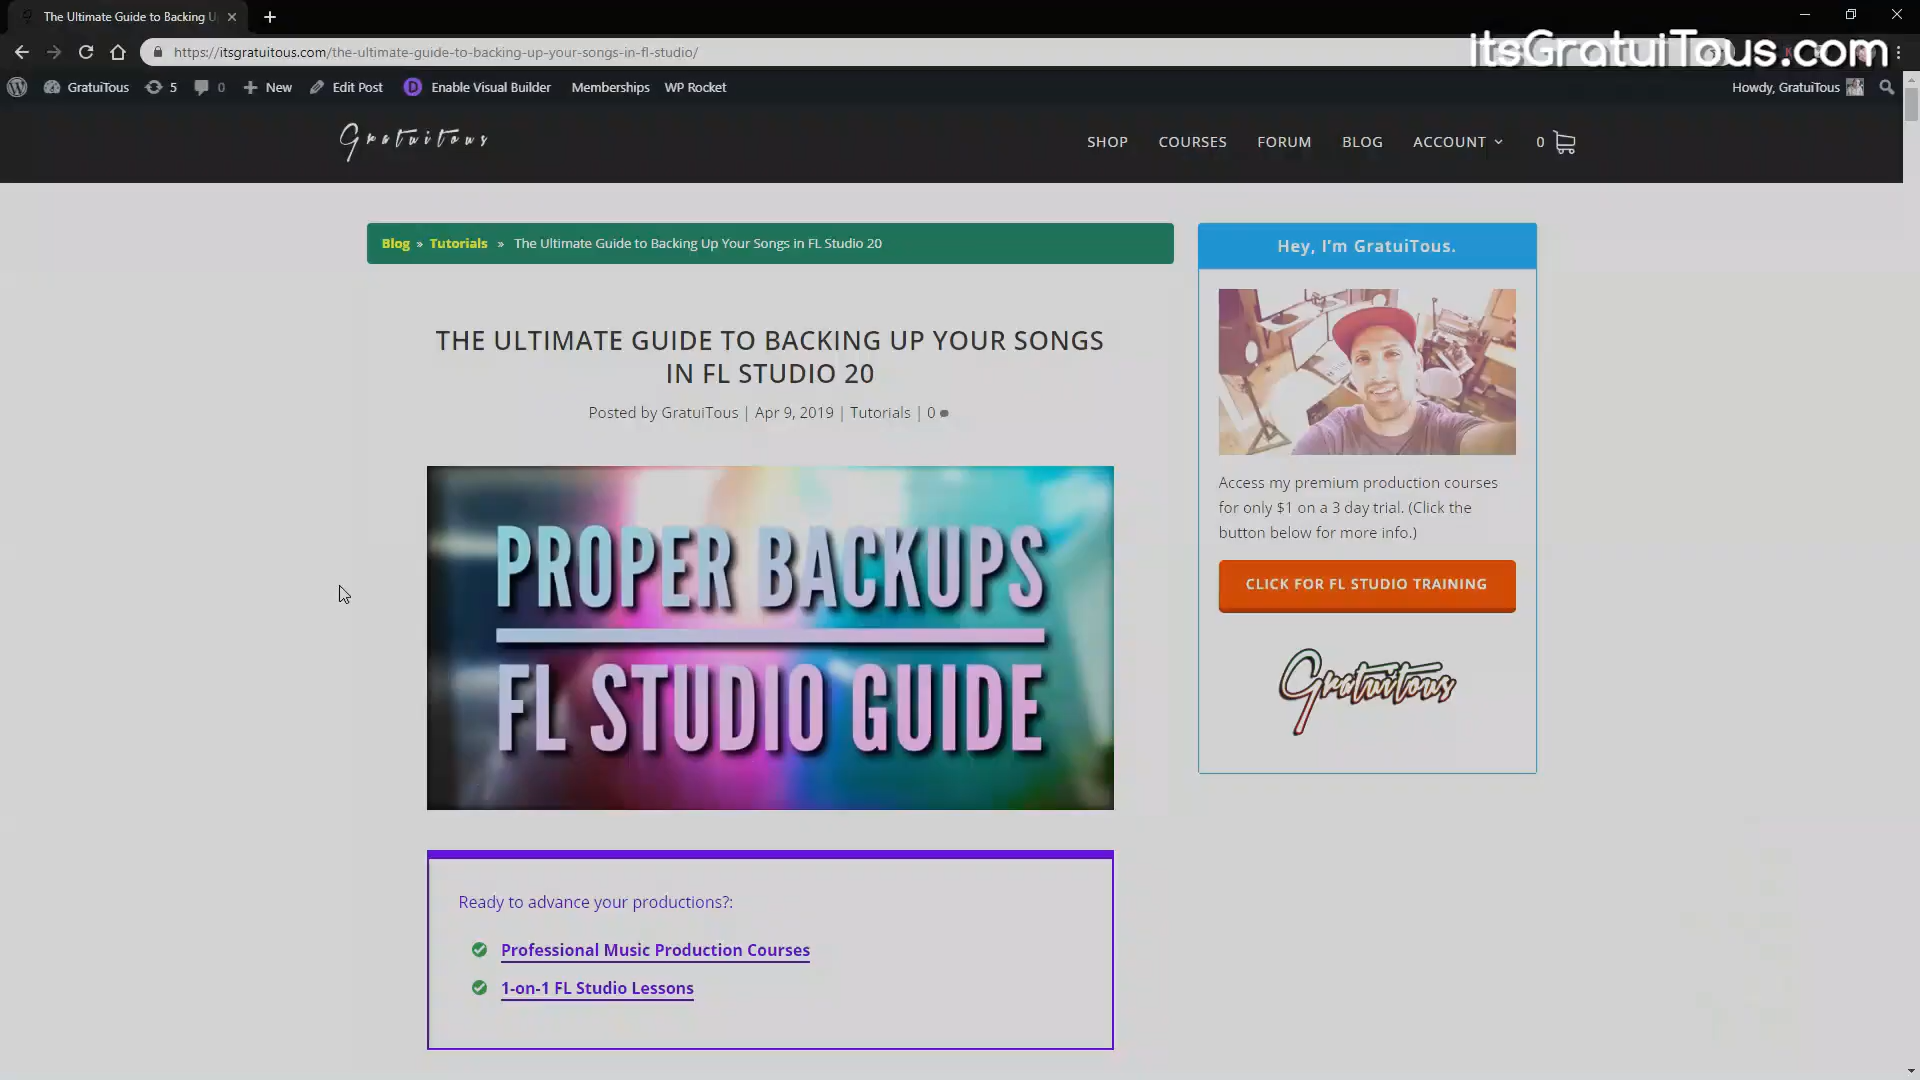 The Ultimate Guide to Backing U
https://itsgratuitous.com/the-ultimate-guide-to-backing-up-your-songs-in-fl-studio/
itsGratuiTous.com
GratuiTous 5 0 New Edit Post Enable Visual Builder Memberships WP Rocket Howdy, GratuiTous
Gratuitous
SHOP COURSES FORUM BLOG ACCOUNT 0
Blog » Tutorials » The Ultimate Guide to Backing Up Your Songs in FL Studio 20
THE ULTIMATE GUIDE TO BACKING UP YOUR SONGS
IN FL STUDIO 20
Posted by GratuiTous | Apr 9, 2019 | Tutorials | 0
PROPER BACKUPS
FL STUDIO GUIDE
Ready to advance your productions?:
Professional Music Production Courses
1-on-1 FL Studio Lessons
Hey, I'm GratuiTous.
Access my premium production courses
for only $1 on a 3 day trial. (Click the
button below for more info.)
CLICK FOR FL STUDIO TRAINING
Gratuitous